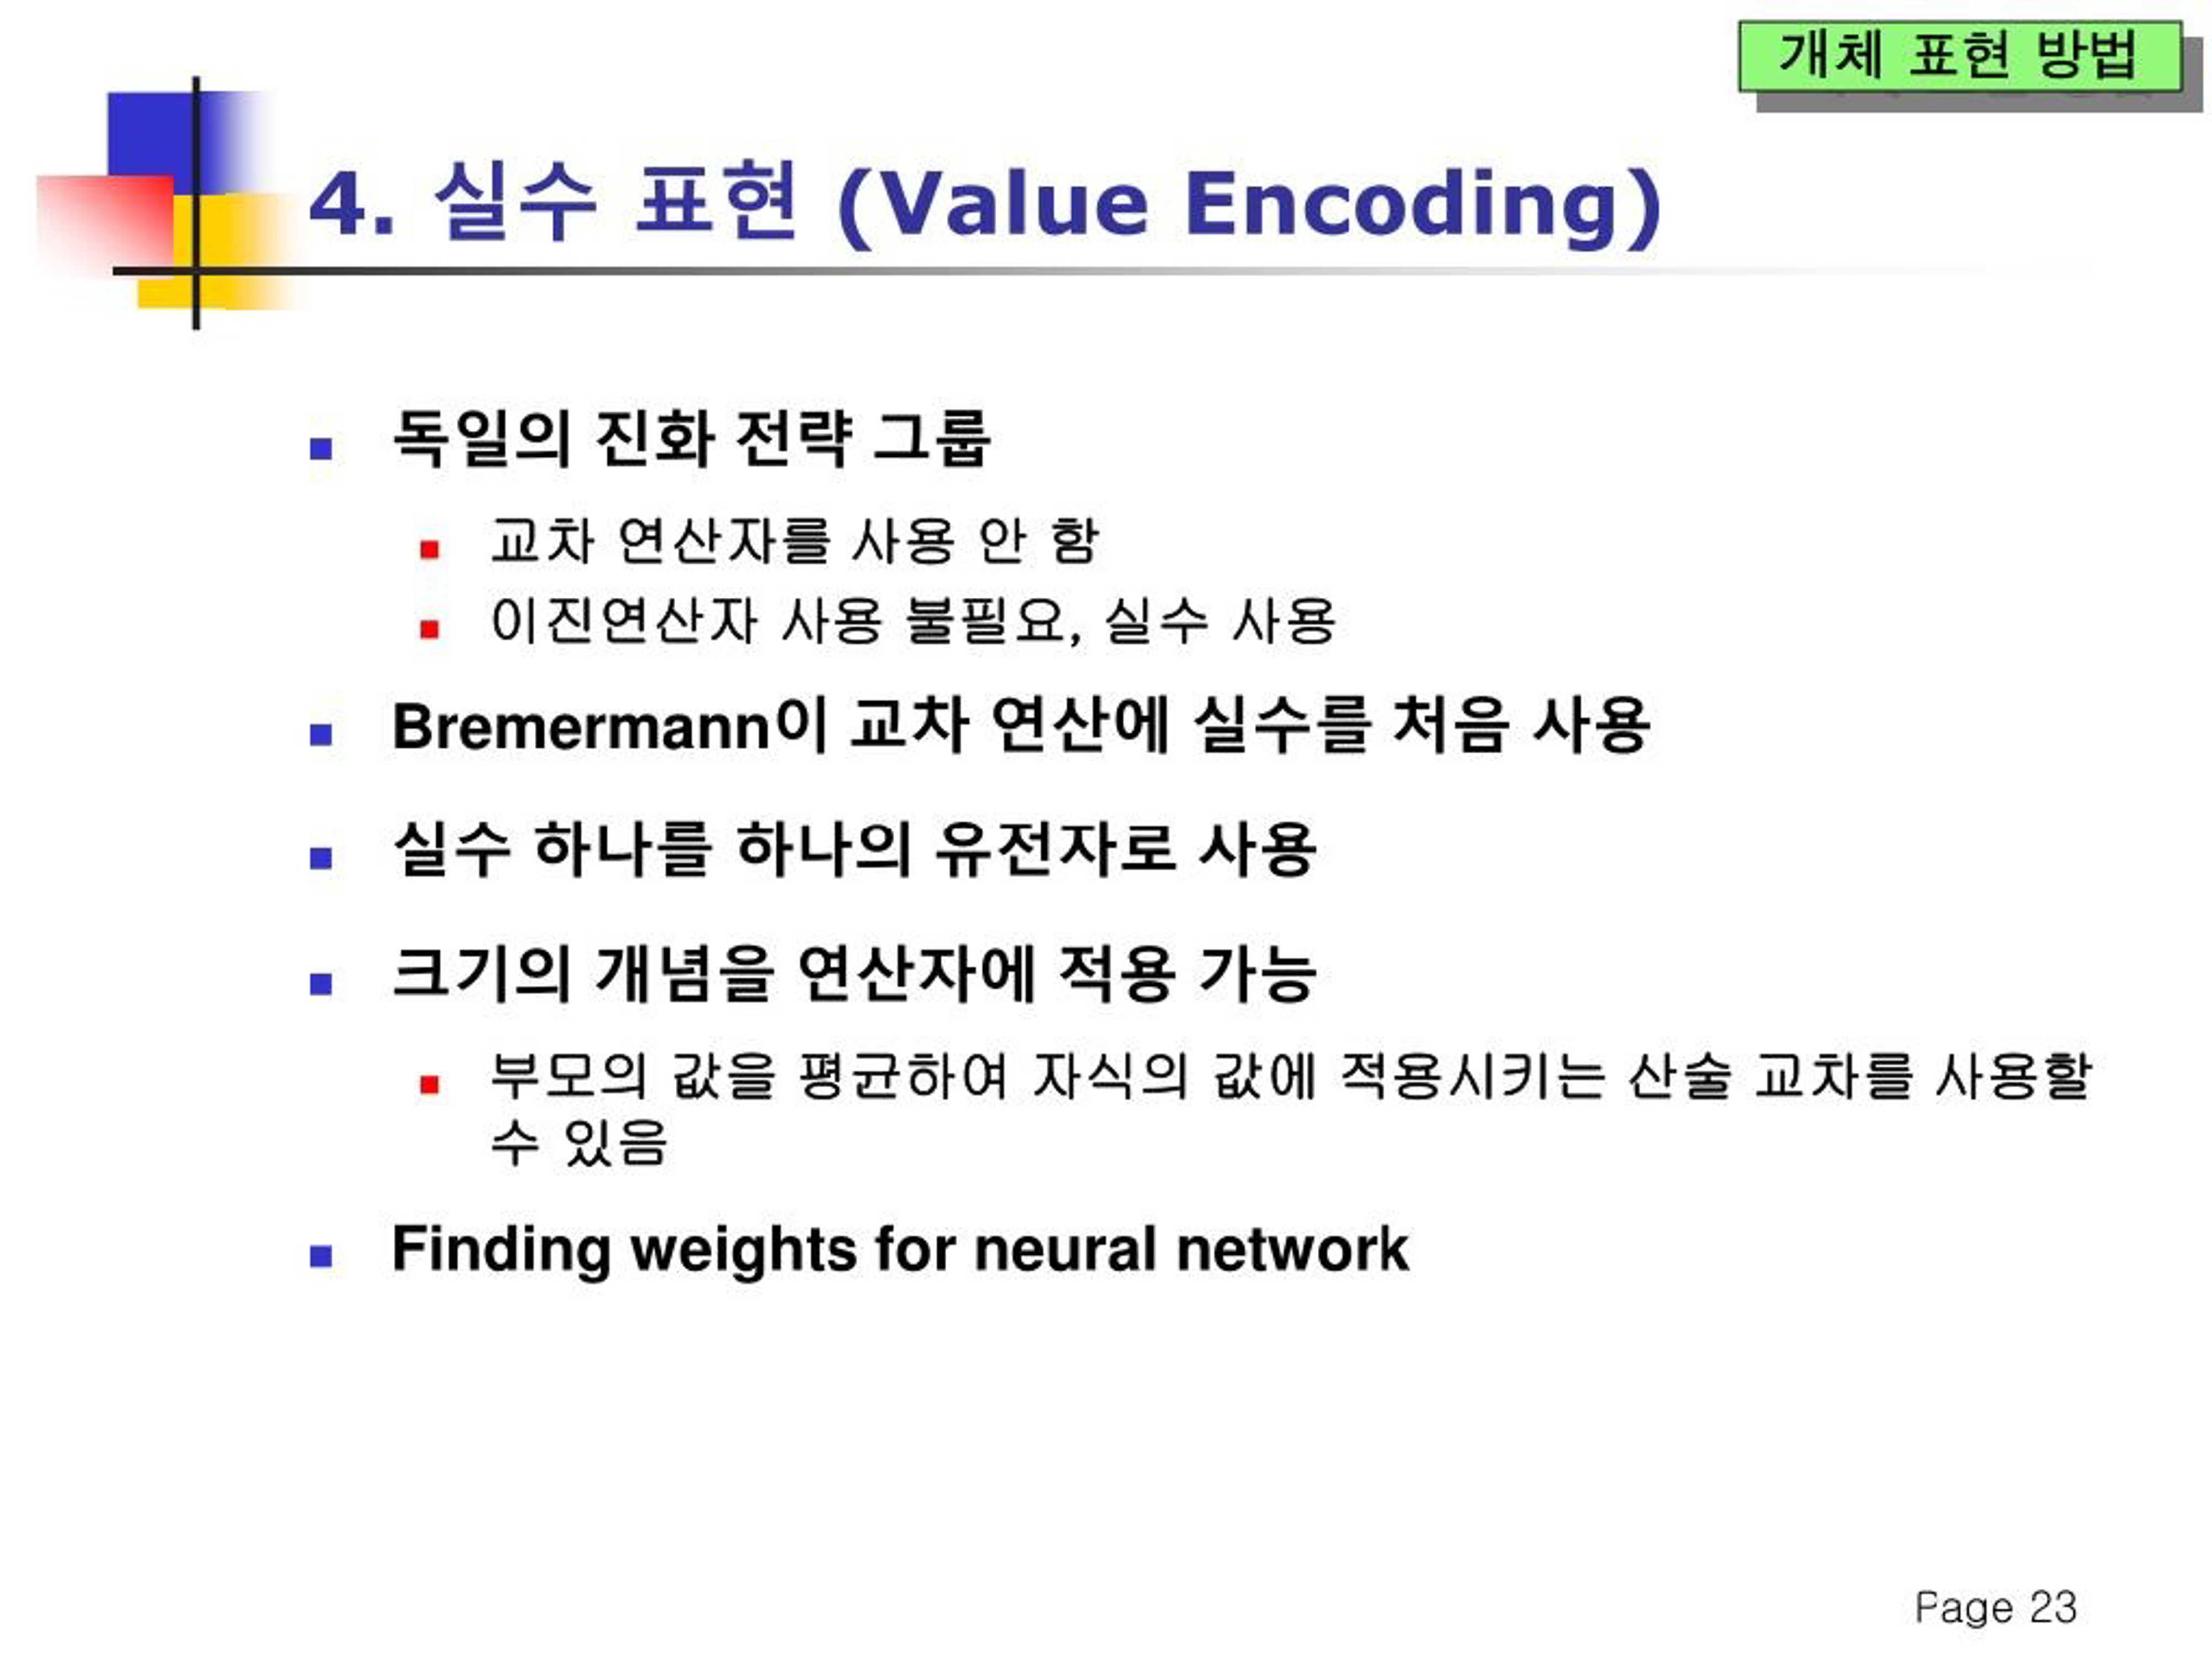 개체 표현 방법
4. 실수 표현 (Value Encoding)
독일의 진화 전략 그룹
교차 연산자를 사용 안 함
이진연산자 사용 불필요, 실수 사용
Bremermann이 교차 연산에 실수를 처음 사용
실수 하나를 하나의 유전자로 사용
크기의 개념을 연산자에 적용 가능
부모의 값을 평균하여 자식의 값에 적용시키는 산술 교차를 사용할
수 있음
Finding weights for neural network
Page 23